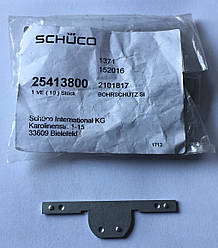 SCHÜCO
1371
152016
25413800
2101817
1 VE ( 10 ) Stück
BOHRSCHUTZ SI
Schüco International KG
Karolinenstr. 1-15
33609 Bielefeld
1713